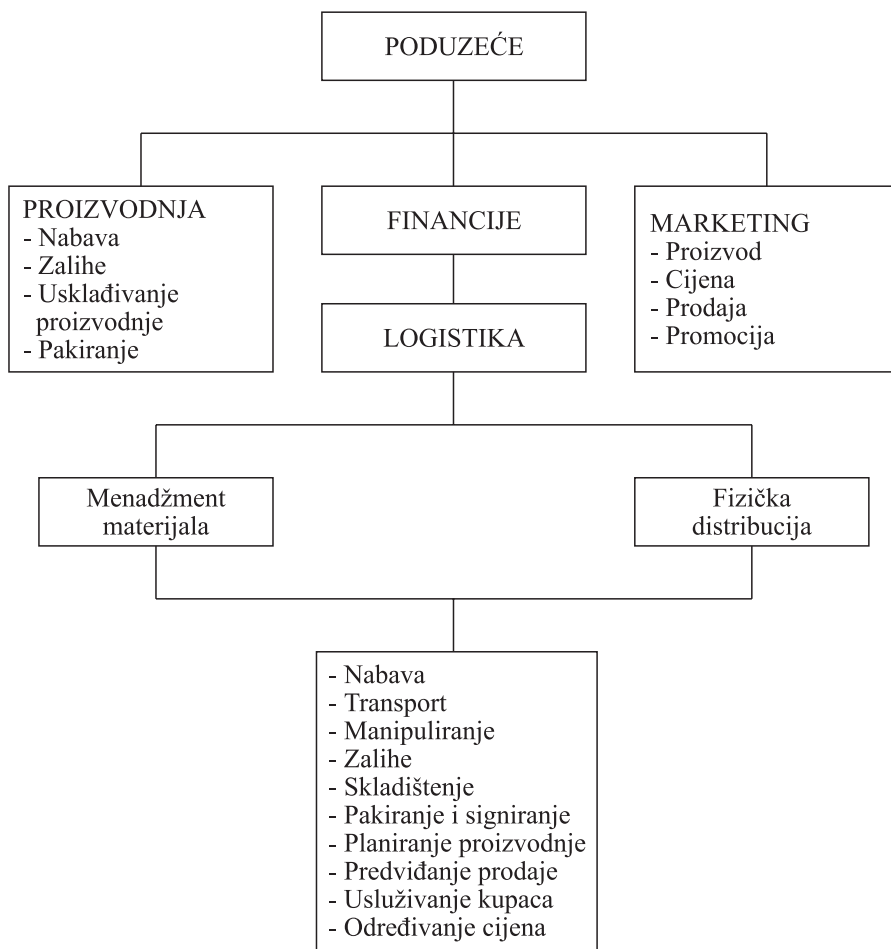 PODUZEĆE
PROIZVODNJA
- Nabava
- Zalihe
- Usklađivanje
proizvodnje
- Pakiranje
FINANCIJE
MARKETING
- Proizvod
- Cijena
- Prodaja
- Promocija
LOGISTIKA
Menadžment
materijala
Fizička
distribucija
- Nabava
- Transport
- Manipuliranje
- Zalihe
- Skladištenje
- Pakiranje i signiranje
- Planiranje proizvodnje
- Predviđanje prodaje
- Usluživanje kupaca
- Određivanje cijena